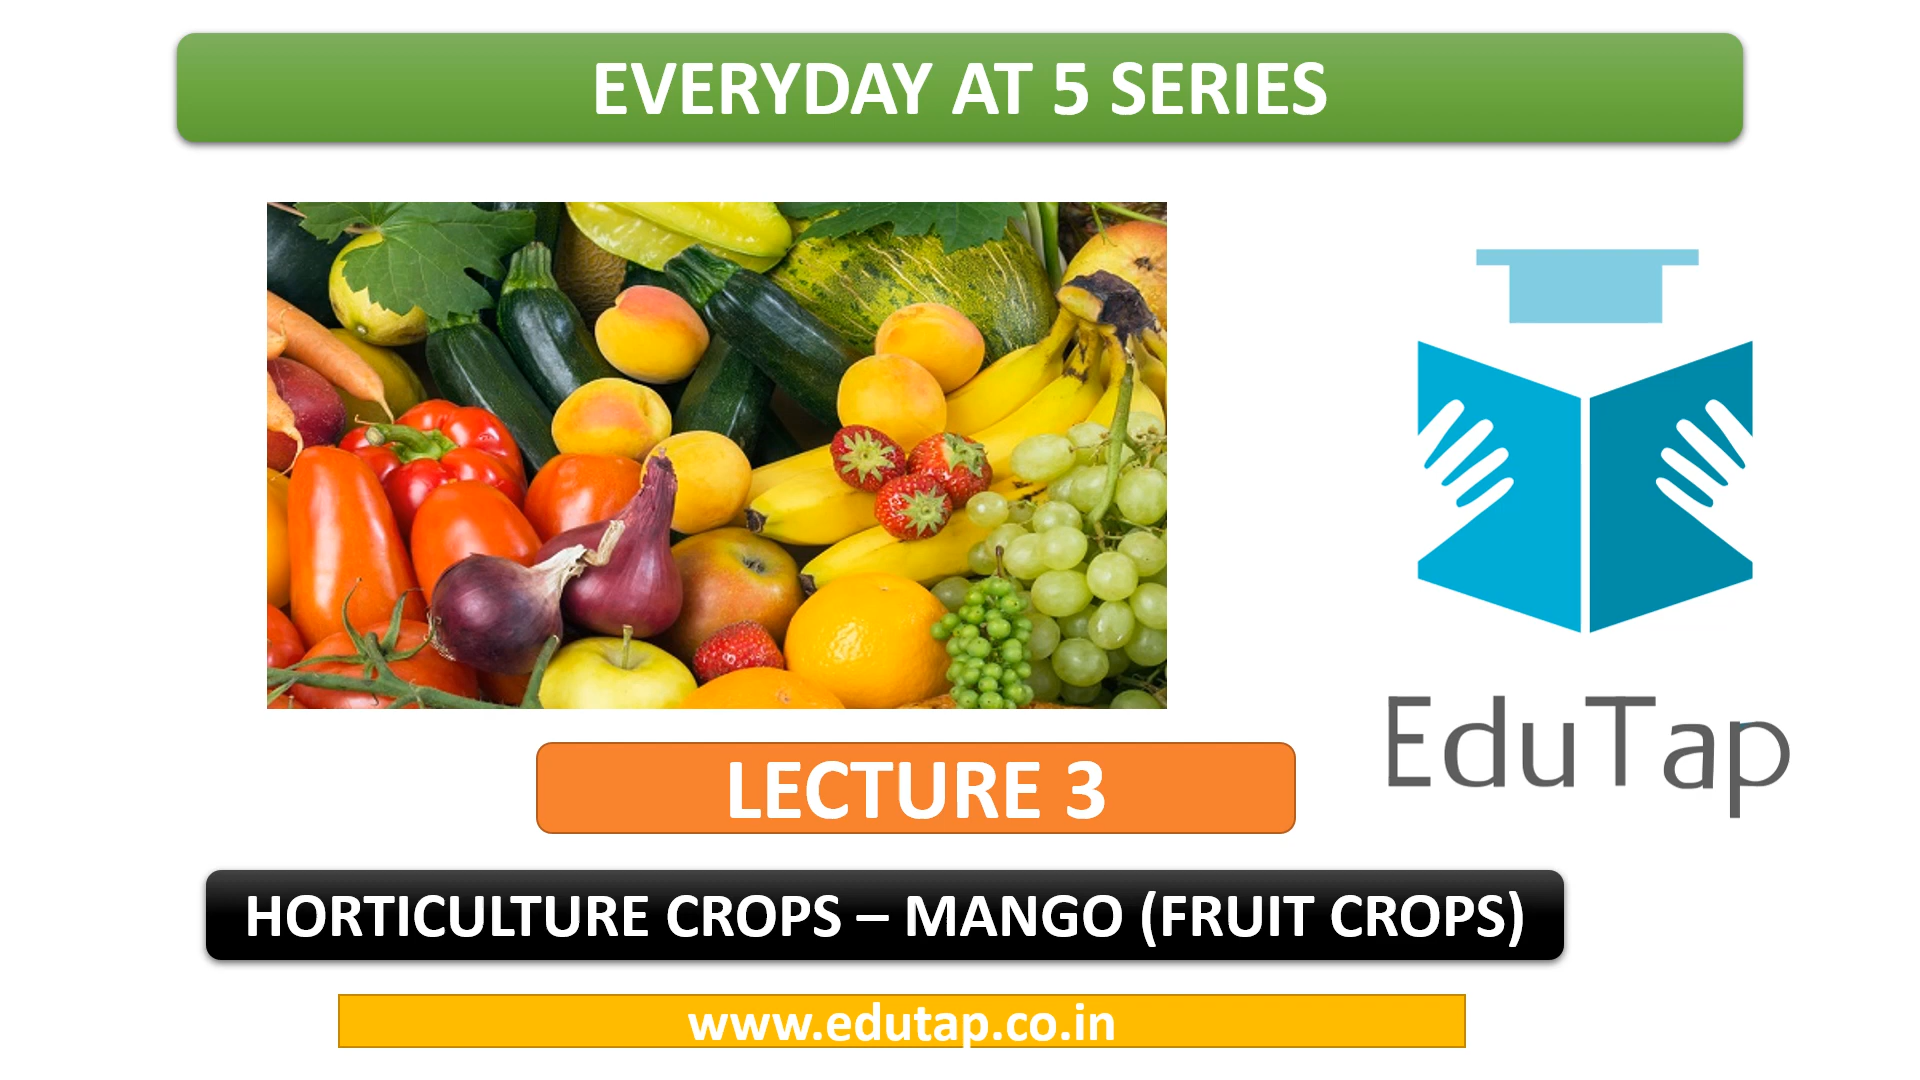 EVERYDAY AT 5 SERIES
EduTap
LECTURE 3
HORTICULTURE CROPS – MANGO (FRUIT CROPS)
www.edutap.co.in